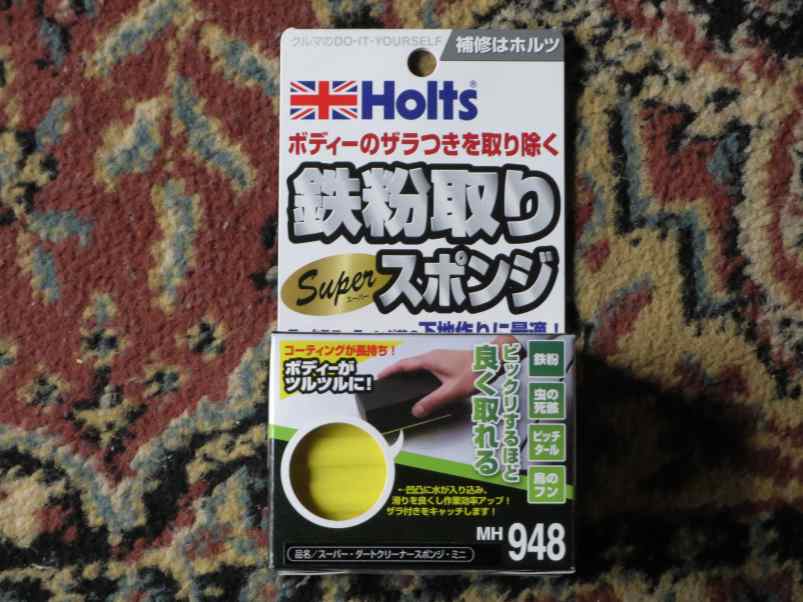 クルマのDO-IT-YOURSELF
補修はホルツ
Holts®
ボディーのザラつきを取り除く
鉄粉取り
Super
スーパー
スポンジ
下地作りに最適!
コーティングが長持ち!
ボディーが
ツルツルに!
ビックリするほど
良く取れる
鉄粉
虫の
死骸
ピッチ
タール
鳥の
フン
←凹凸に水が入り込み、
滑りを良くし作業効率アップ!
ザラ付きをキャッチします!
MH 948
品名/スーパー・ダートクリーナースポンジ・ミニ